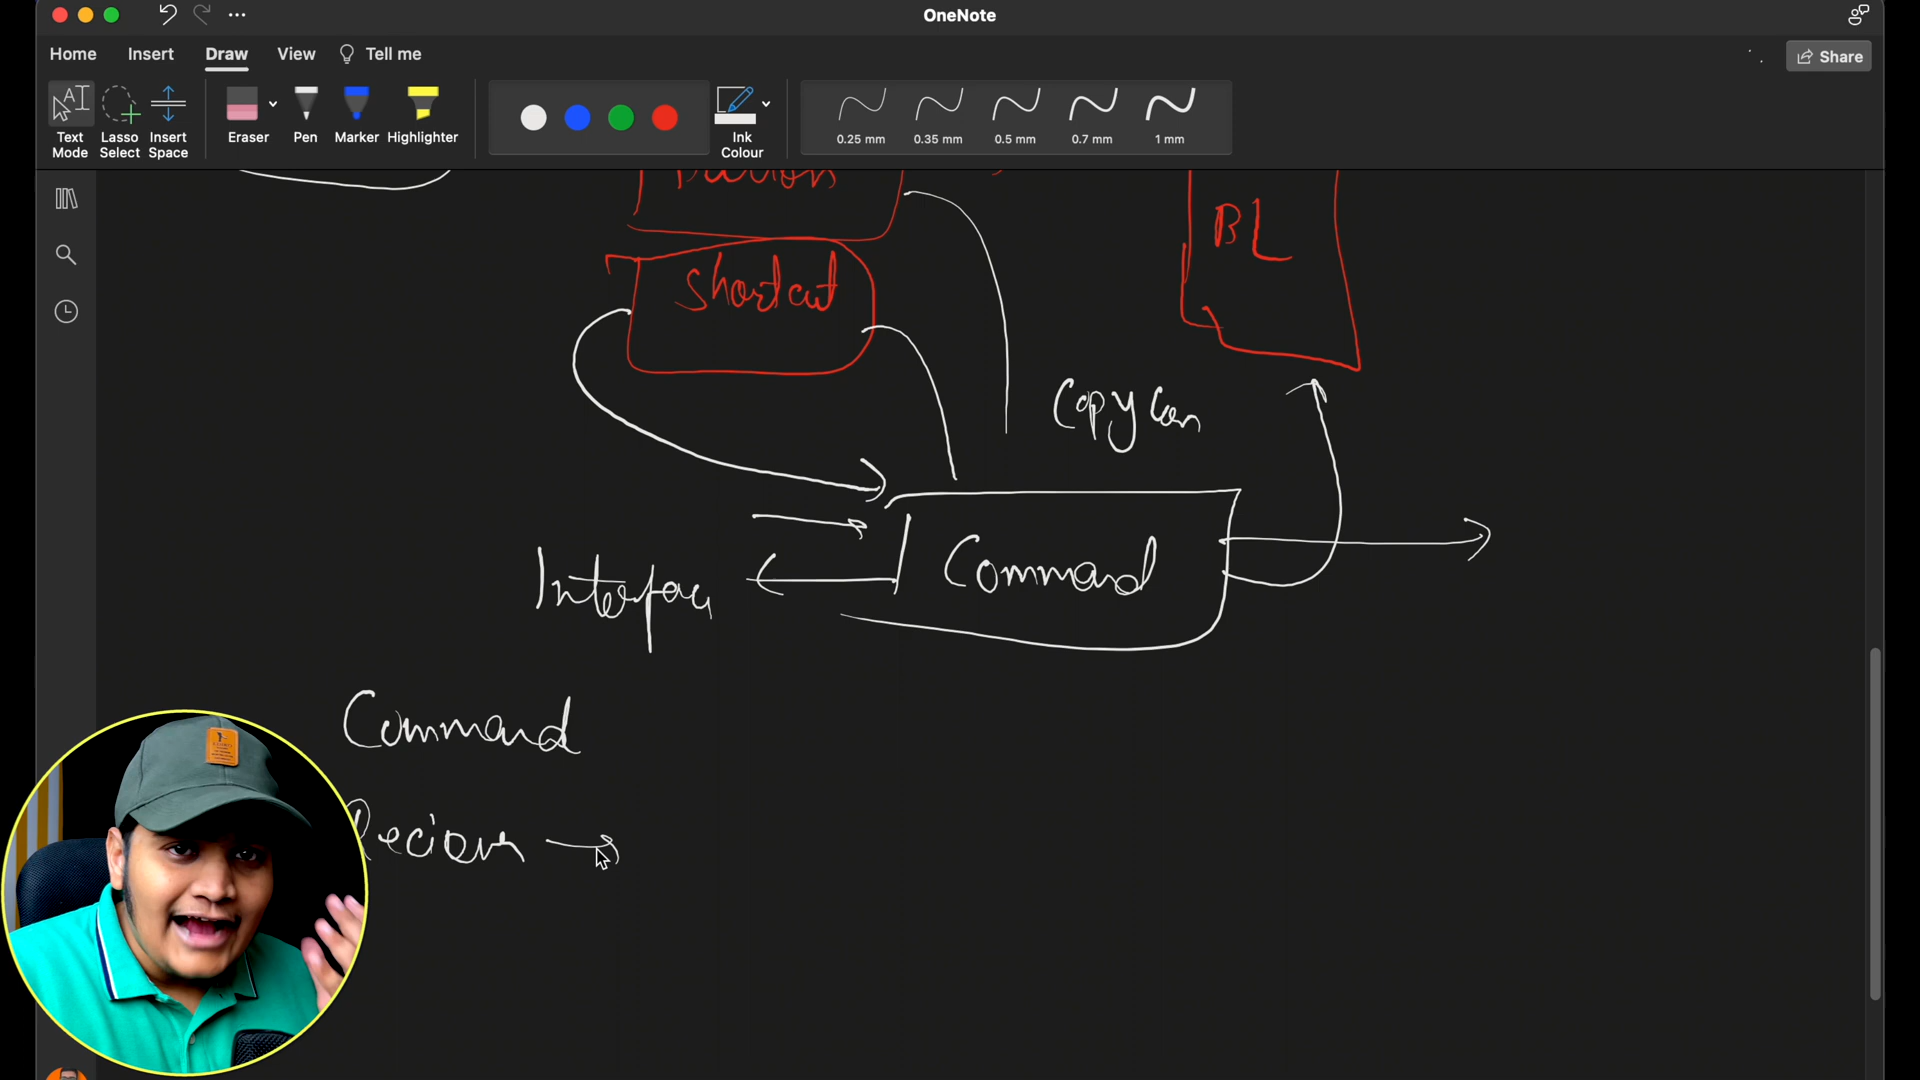 OneNote
Home Insert Draw View Tell me
Share
Text Mode
Lasso Select
Insert Space
Eraser
Pen
Marker
Highlighter
Ink Colour
0.25 mm
0.35 mm
0.5 mm
0.7 mm
1 mm
BL
Shortcut
Copy Com
Command
Interfac
Command